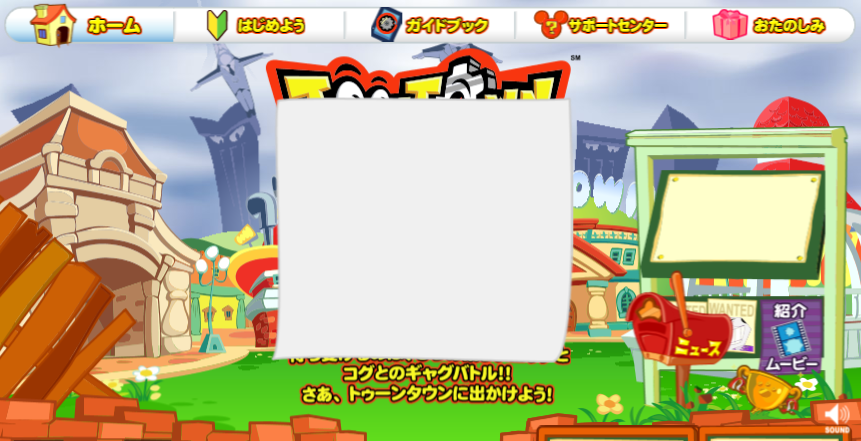 ホーム
はじめよう
ガイドブック
サポートセンター
おたのしみ
TOONTOWN
SM
コグとのギャグバトル!!
さあ、トゥーンタウンに出かけよう!
WANTED
紹介
ムービー
ニュース
SOUND